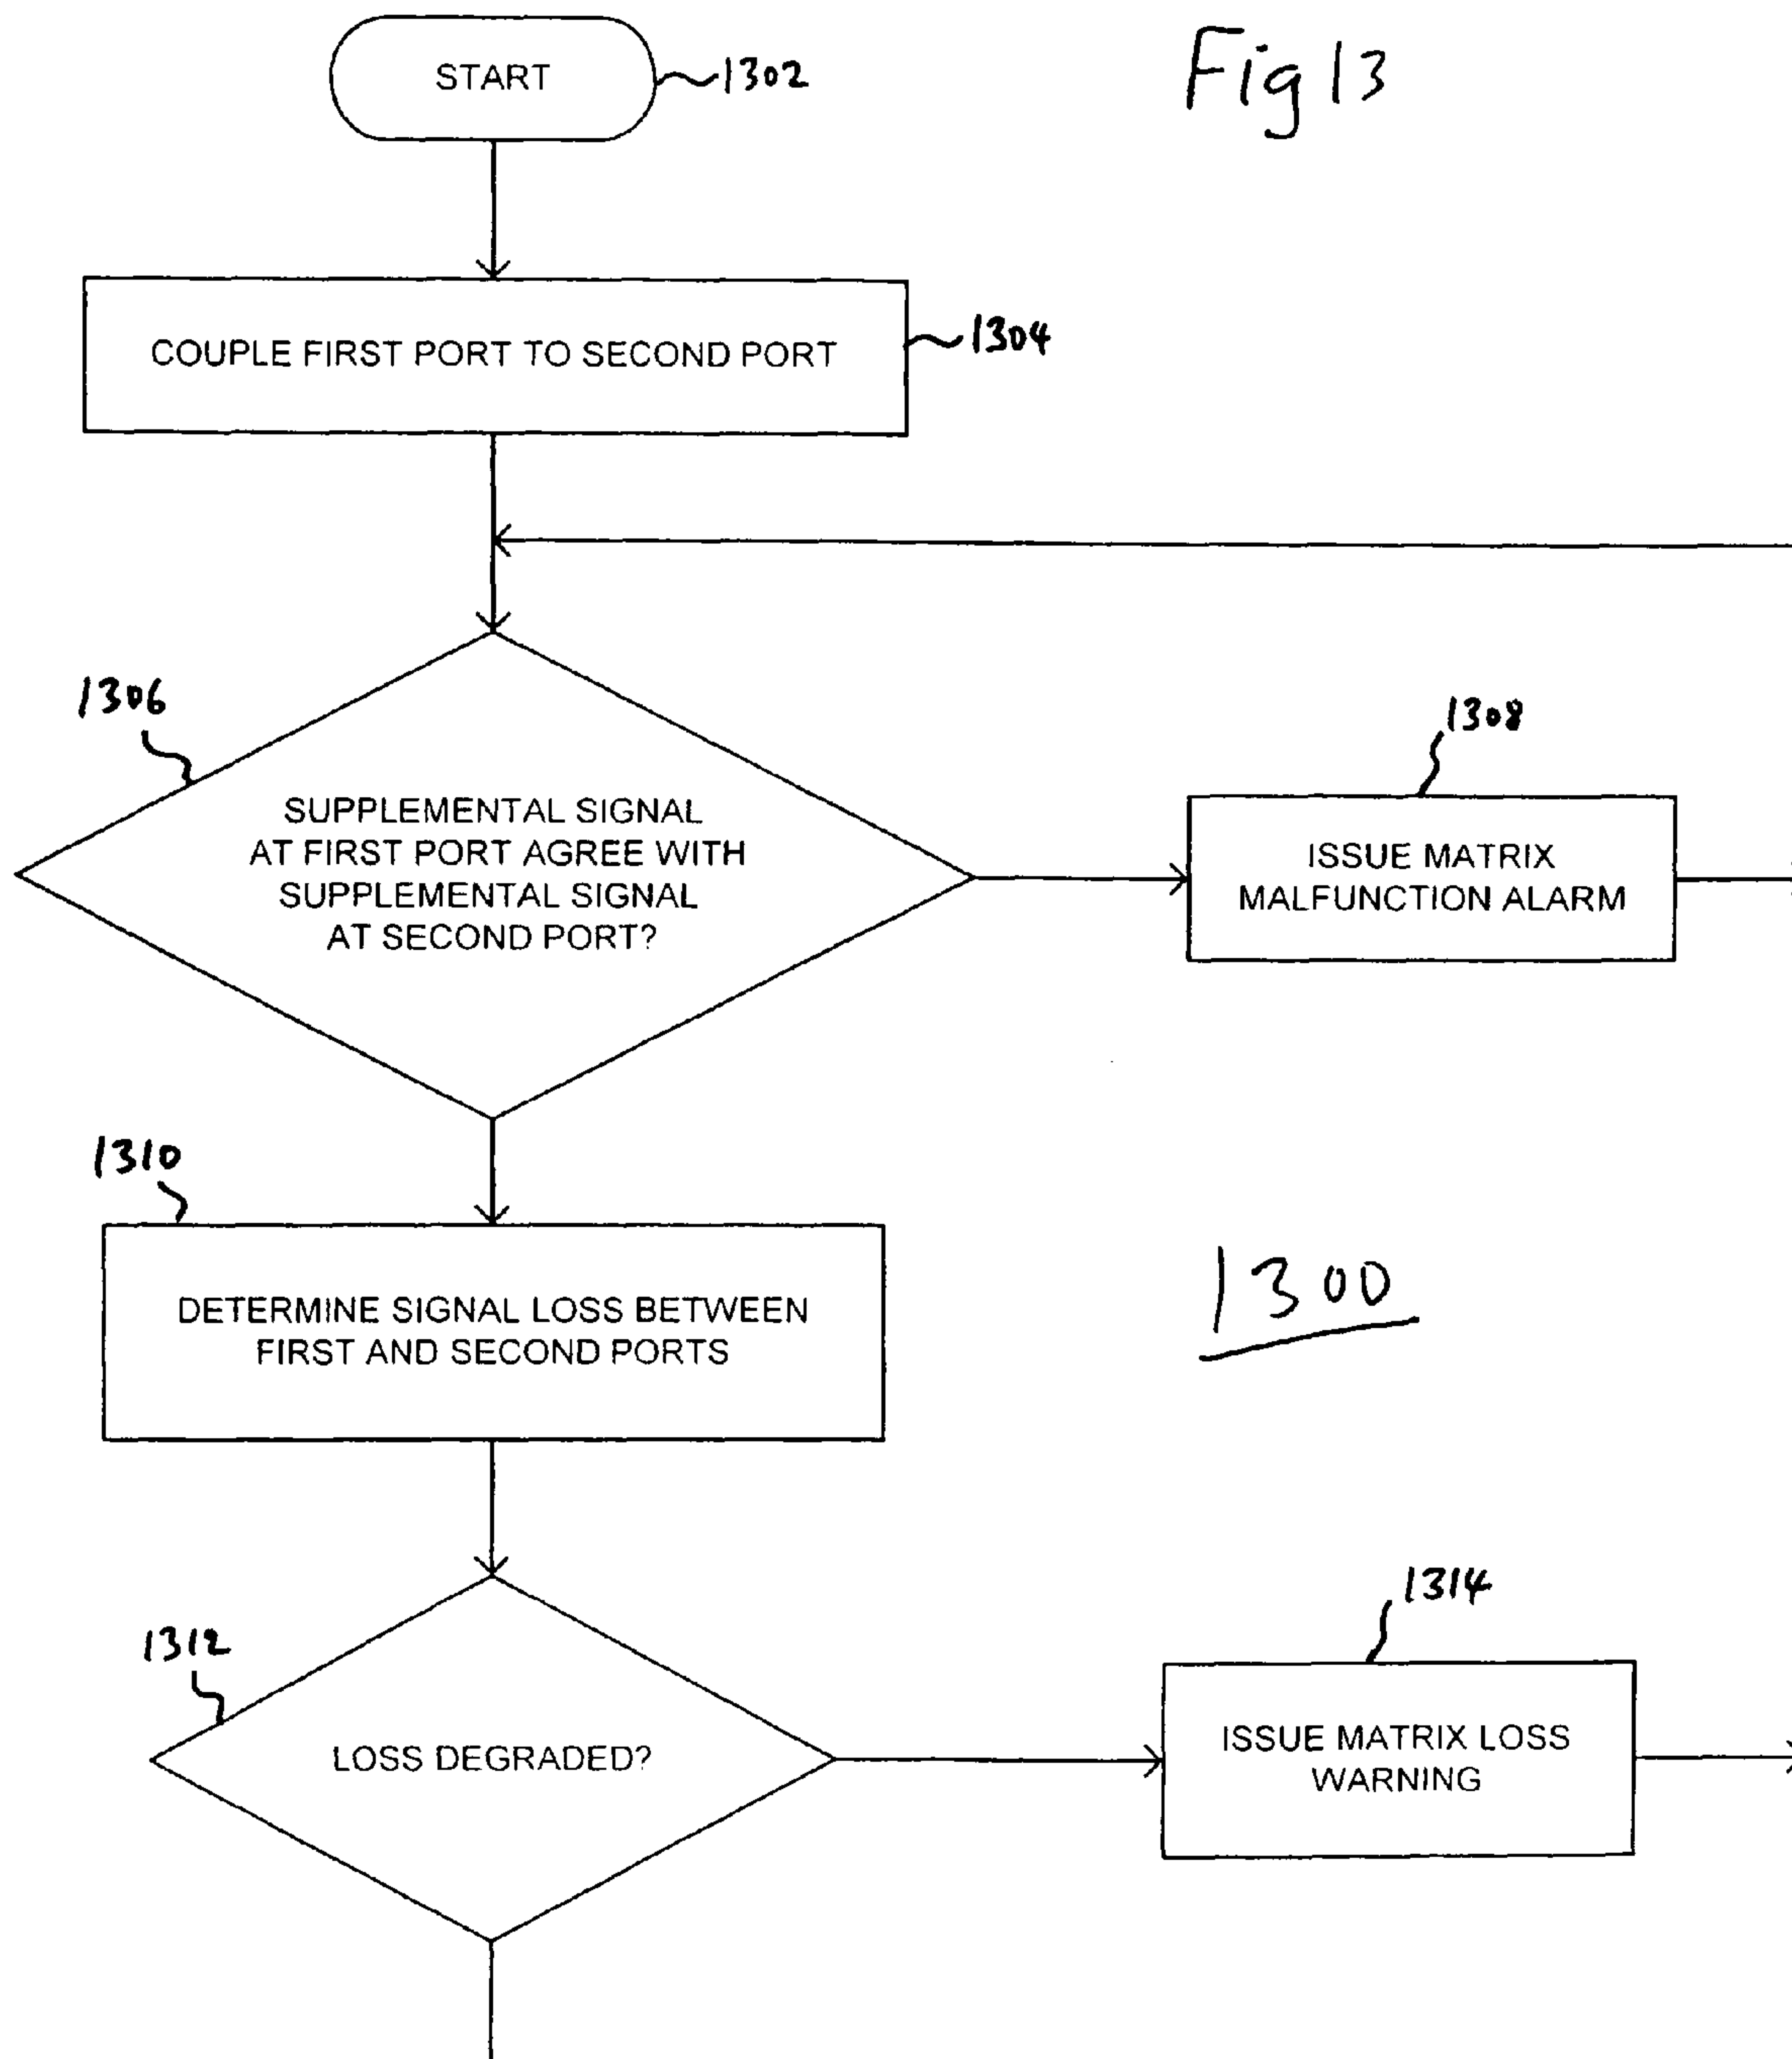 START
1302
Fig 13
COUPLE FIRST PORT TO SECOND PORT
1304
1306
SUPPLEMENTAL SIGNAL
AT FIRST PORT AGREE WITH
SUPPLEMENTAL SIGNAL
AT SECOND PORT?
1308
ISSUE MATRIX
MALFUNCTION ALARM
1310
DETERMINE SIGNAL LOSS BETWEEN
FIRST AND SECOND PORTS
1300
1312
LOSS DEGRADED?
1314
ISSUE MATRIX LOSS
WARNING